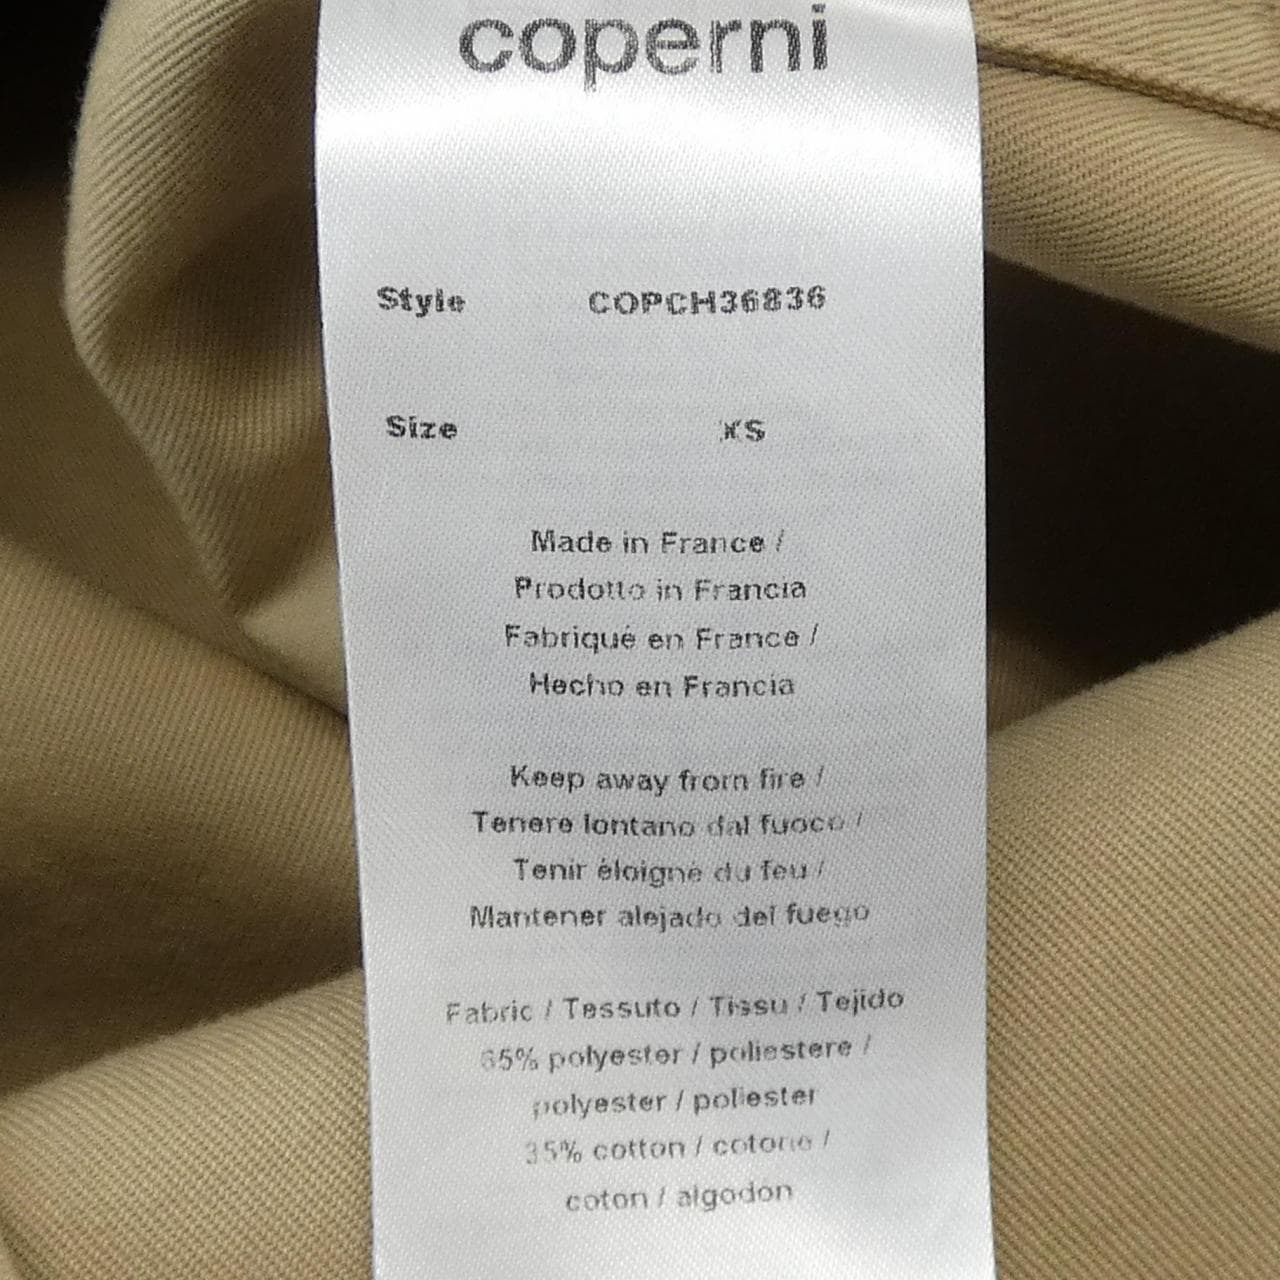 coperni
Style COPCH36836
Size XS
Made in France /
Prodotto in Francia
Fabriqué en France /
Hecho en Francia
Keep away from fire /
Tenere lontano dal fuoco /
Tenir éloigné du feu /
Mantener alejado del fuego
Fabric / Tessuto / Tissu / Tejido
65% polyester / poliestere /
polyester / poliester
35% cotton / cotone /
coton / algodon